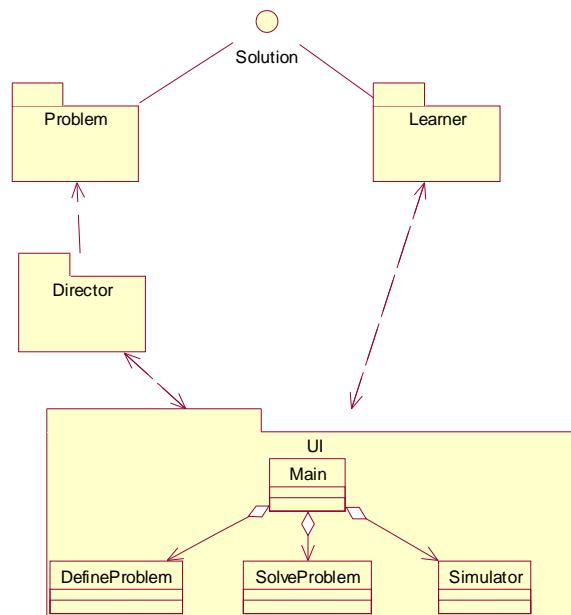 Solution
Problem
Learner
Director
UI
Main
DefineProblem
SolveProblem
Simulator